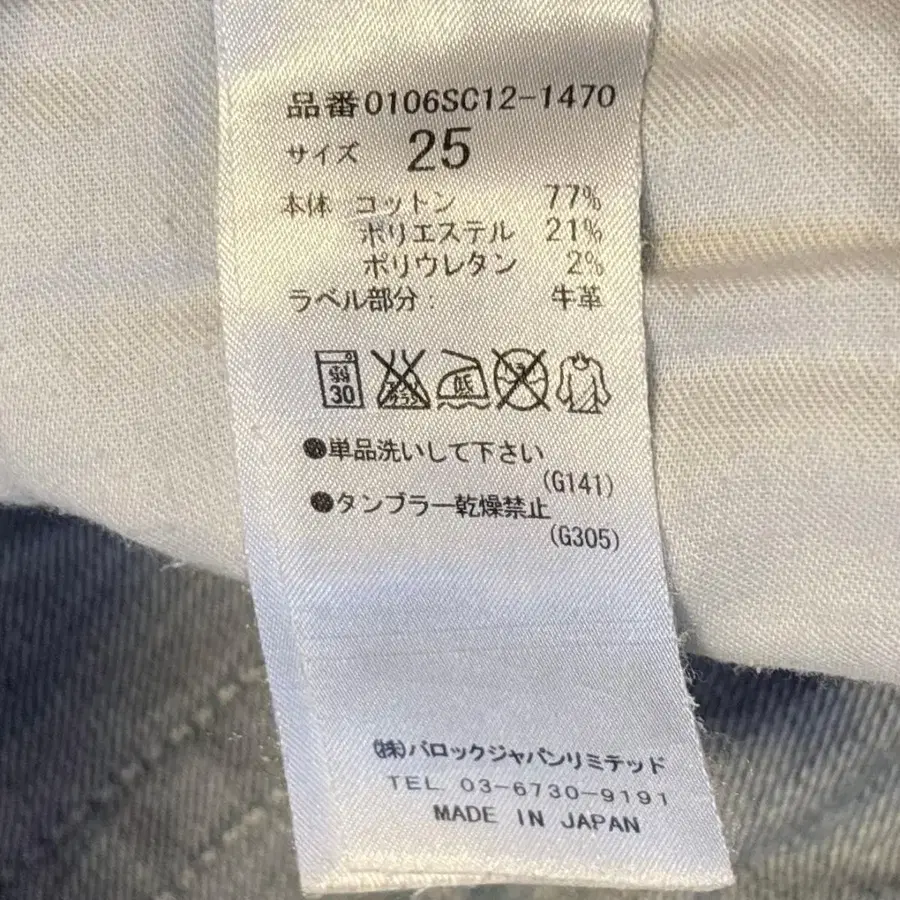 品番0106SC12-1470
サイズ 25
本体 コットン 77%
ポリエステル 21%
ポリウレタン 2%
ラベル部分: 牛革
弱 30 低
●単品洗いして下さい
(G141)
●タンブラー乾燥禁止
(G305)
㈱バロックジャパンリミテッド
TEL 03-6730-9191
MADE IN JAPAN